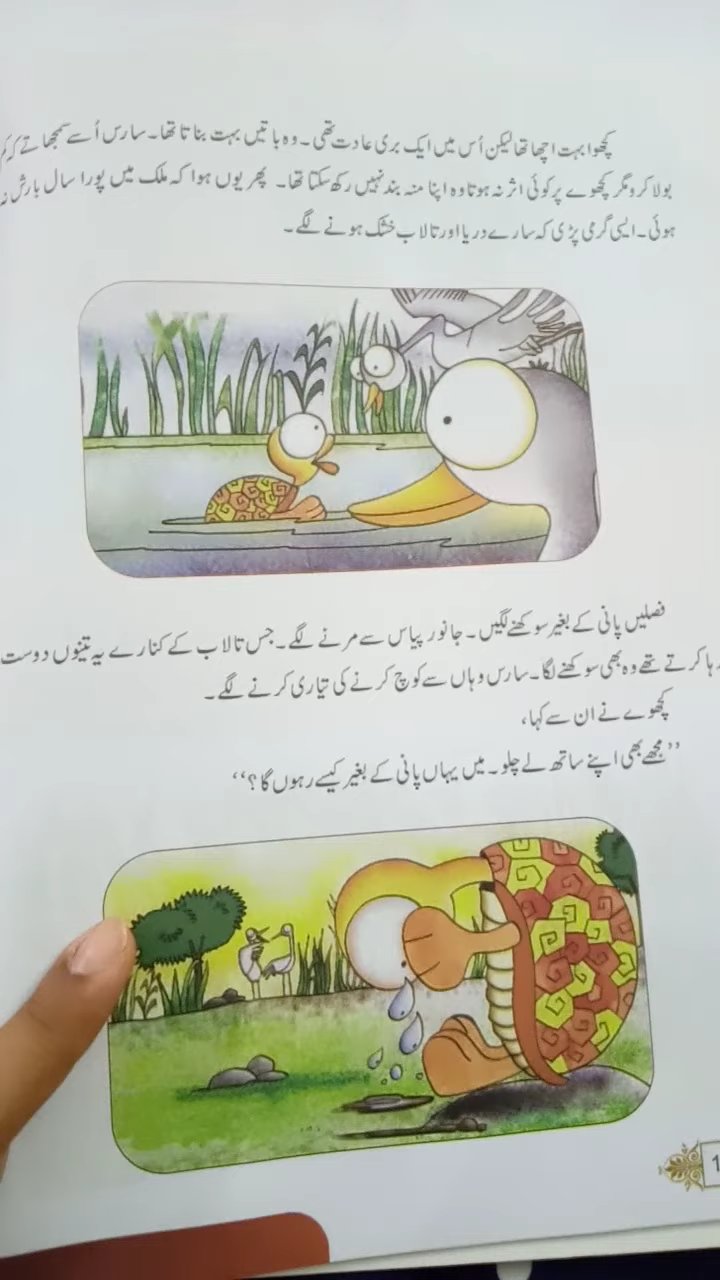 کچھوا بہت اچھا تھا لیکن اُس میں ایک بری عادت تھی۔ وہ باتیں بہت بناتا تھا۔ سارس اُسے سمجھاتے کہ کم
بولا کرو مگر کچھوے پر کوئی اثر نہ ہوتا وہ اپنا منہ بند نہیں رکھ سکتا تھا۔ پھر یوں ہوا کہ ملک میں پورا سال بارش نہ
ہوئی۔ ایسی گرمی پڑی کہ سارے دریا اور تالاب خشک ہونے لگے۔
فصلیں پانی کے بغیر سوکھنے لگیں۔ جانور پیاس سے مرنے لگے۔ جس تالاب کے کنارے یہ تینوں دوست
رہا کرتے تھے وہ بھی سوکھنے لگا۔ سارس وہاں سے کوچ کرنے کی تیاری کرنے لگے۔
کچھوے نے ان سے کہا،
”مجھے بھی اپنے ساتھ لے چلو۔ میں یہاں پانی کے بغیر کیسے رہوں گا؟“